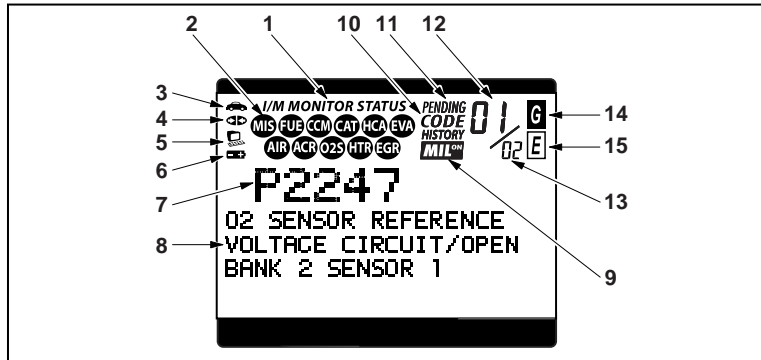 2 1 10 11 12
3 I/M MONITOR STATUS PENDING 01 G 14
4 MIS FUE CCM CAT HCA EVA CODE
5 AIR ACR O2S HTR EGR HISTORY 02 E 15
6 MIL ON 13
7 P2247
O2 SENSOR REFERENCE
8 VOLTAGE CIRCUIT/OPEN 9
BANK 2 SENSOR 1